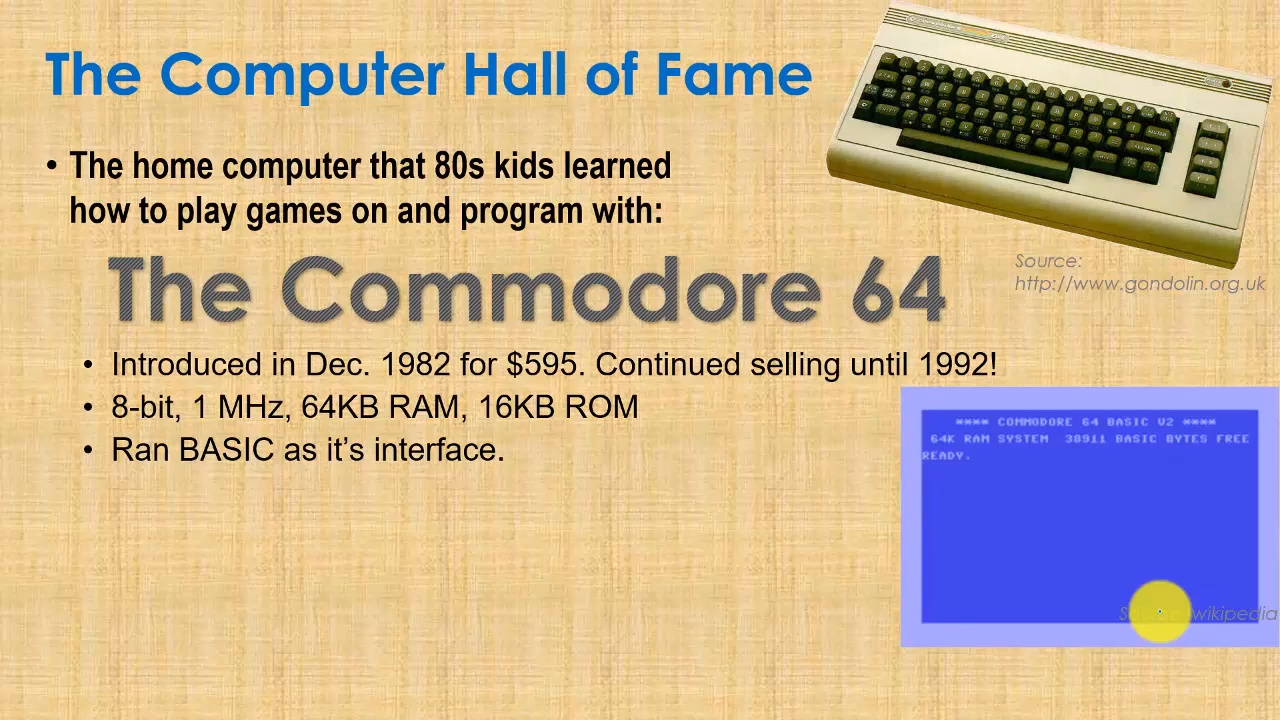 The Computer Hall of Fame
• The home computer that 80s kids learned
how to play games on and program with:
The Commodore 64
Source:
http://www.gondolin.org.uk
• Introduced in Dec. 1982 for $595. Continued selling until 1992!
• 8-bit, 1 MHz, 64KB RAM, 16KB ROM
• Ran BASIC as it’s interface.
**** COMMODORE 64 BASIC V2 ****
64K RAM SYSTEM 38911 BASIC BYTES FREE
READY.
wikipedia